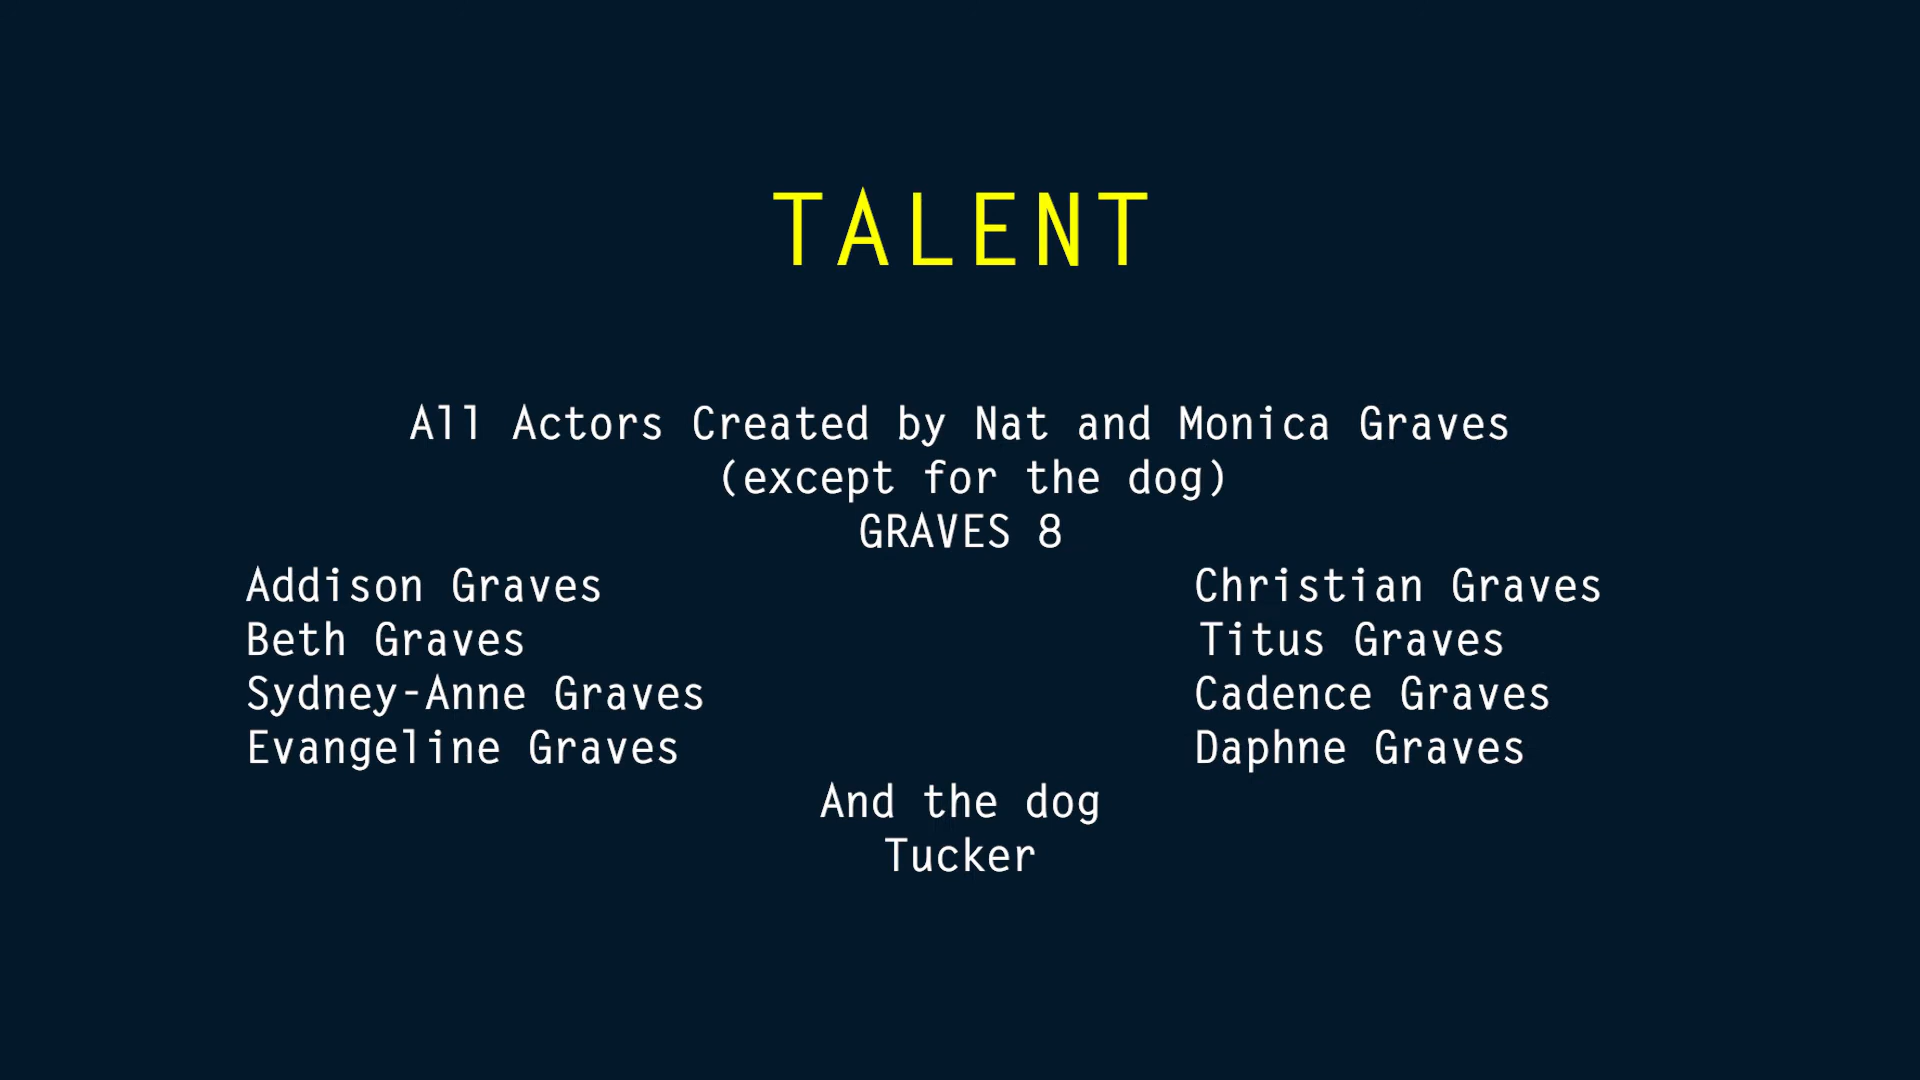 TALENT
All Actors Created by Nat and Monica Graves
(except for the dog)
GRAVES 8
Addison Graves Christian Graves
Beth Graves Titus Graves
Sydney-Anne Graves Cadence Graves
Evangeline Graves Daphne Graves
And the dog
Tucker